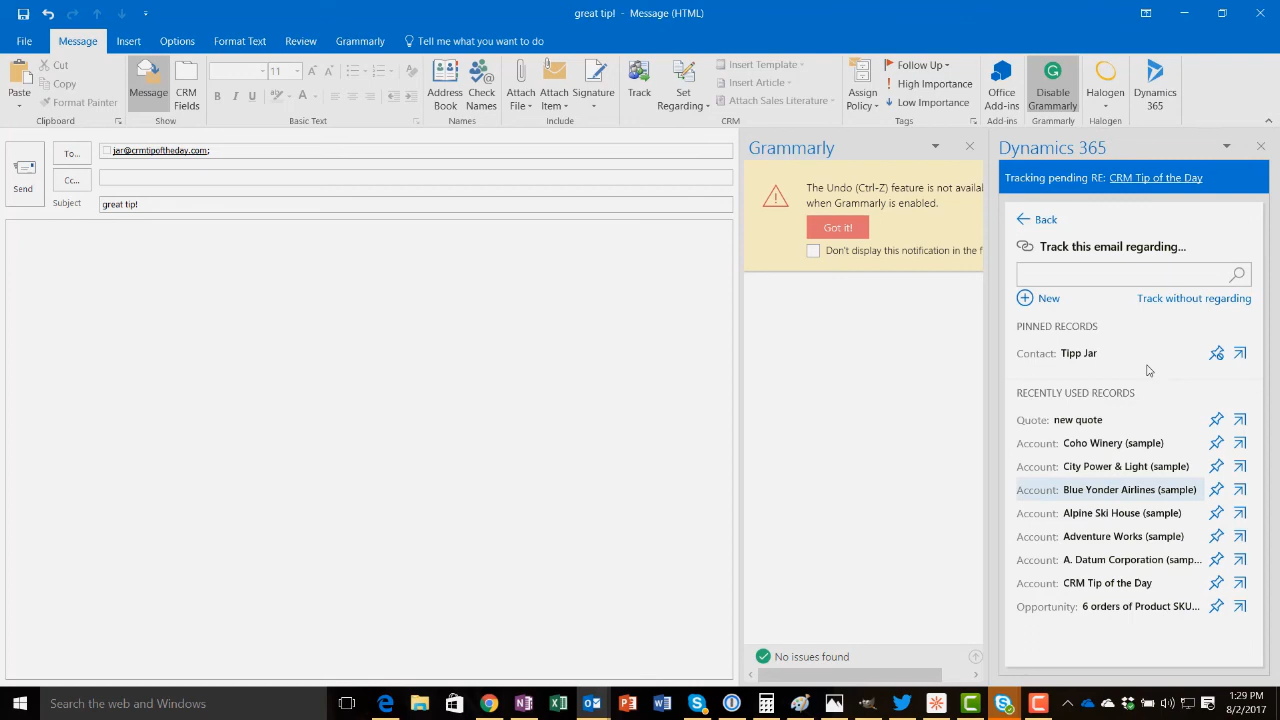 great tip! - Message (HTML)
File Message Insert Options Format Text Review Grammarly Tell me what you want to do
Paste
Cut
Copy
Format Painter
Clipboard
Message
CRM Fields
Show
11
B I U A
Basic Text
Address Book
Check Names
Names
Attach File
Attach Item
Signature
Include
Track
Set Regarding
Insert Template
Insert Article
Attach Sales Literature
CRM
Assign Policy
Follow Up
High Importance
Low Importance
Tags
Office Add-ins
Add-ins
Disable Grammarly
Grammarly
Halogen
Halogen
Dynamics 365
Send
To... jar@crmtipoftheday.com;
Cc...
Subject great tip!
Grammarly
The Undo (Ctrl-Z) feature is not availa
when Grammarly is enabled.
Got it!
Don't display this notification in the f
No issues found
Dynamics 365
Tracking pending RE: CRM Tip of the Day
Back
Track this email regarding...
New Track without regarding
PINNED RECORDS
Contact: Tipp Jar
RECENTLY USED RECORDS
Quote: new quote
Account: Coho Winery (sample)
Account: City Power & Light (sample)
Account: Blue Yonder Airlines (sample)
Account: Alpine Ski House (sample)
Account: Adventure Works (sample)
Account: A. Datum Corporation (samp...
Account: CRM Tip of the Day
Opportunity: 6 orders of Product SKU...
Search the web and Windows
1:29 PM
8/2/2017